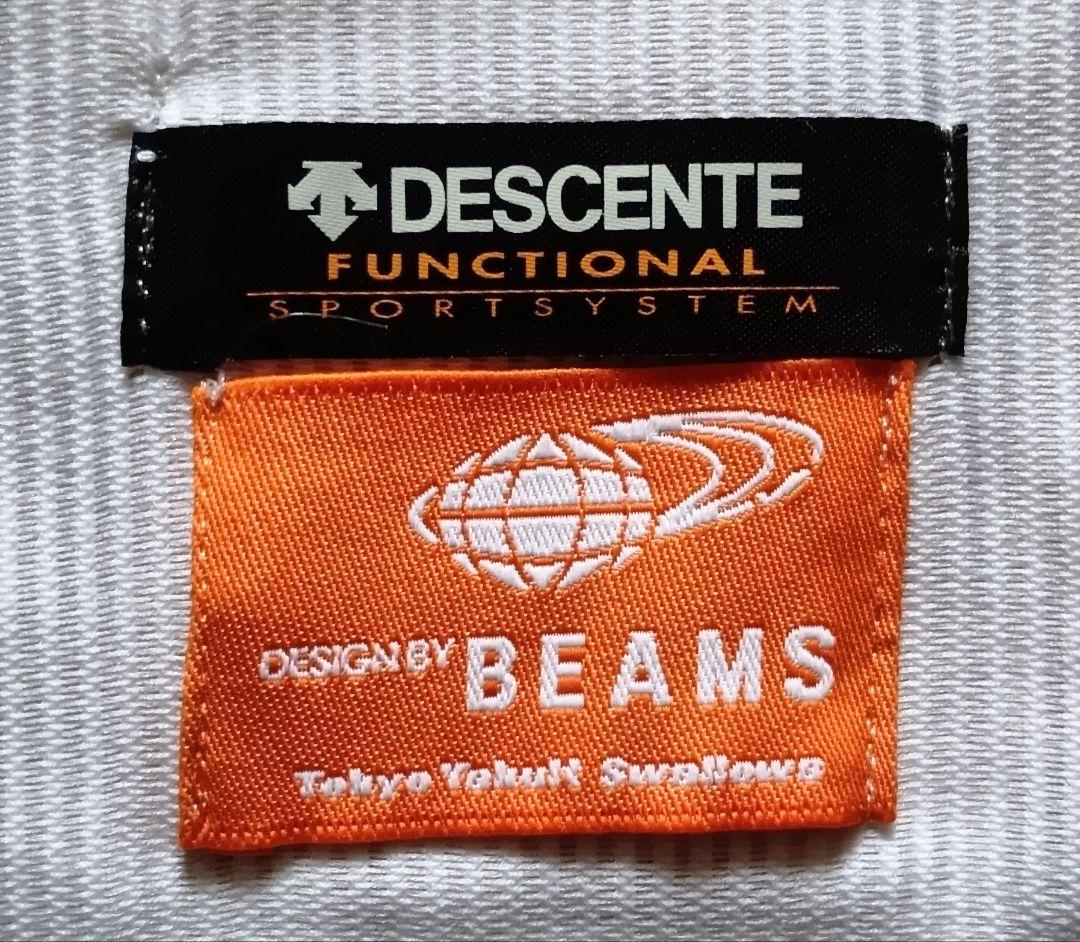 DESCENTE
FUNCTIONAL
SPORTSYSTEM
DESIGN BY BEAMS
Tokyo Yakult Swallows